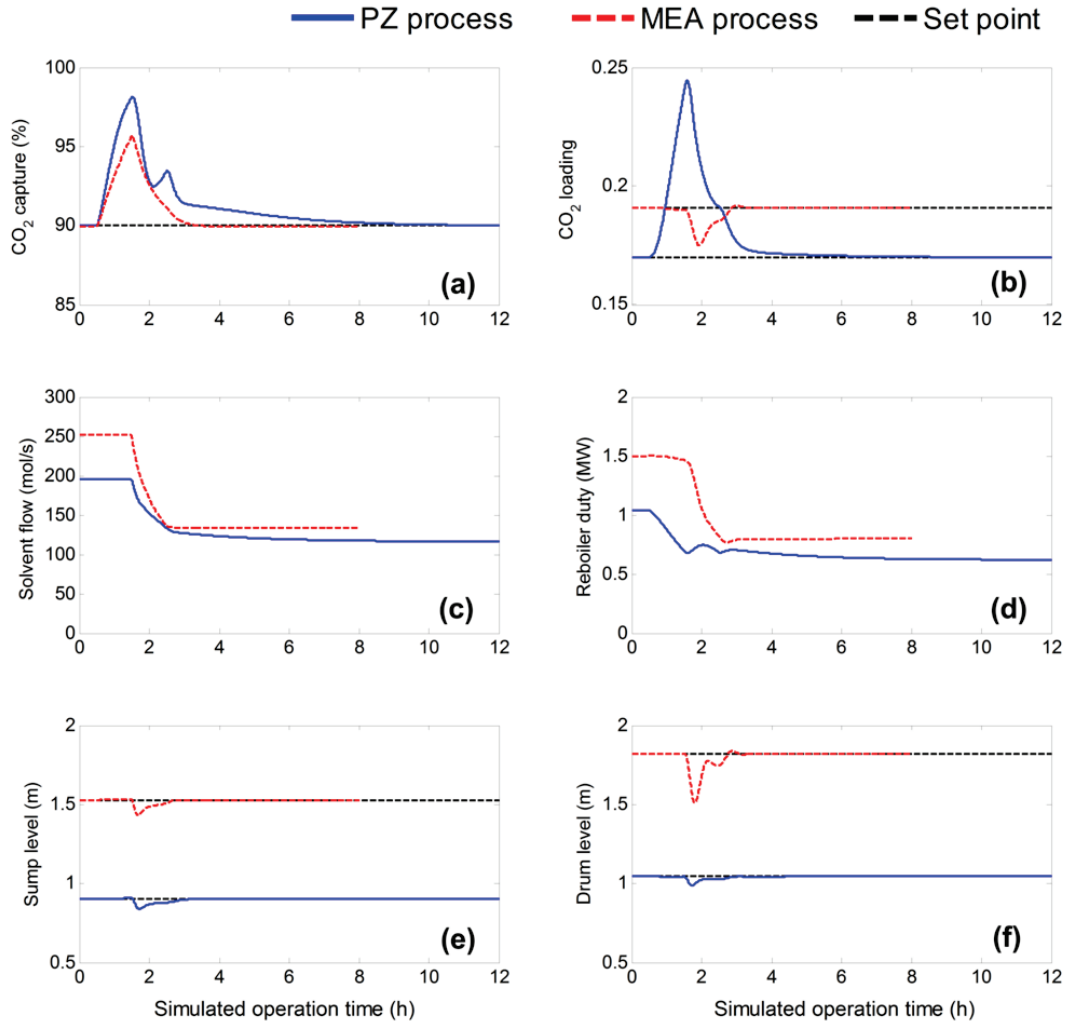 PZ process MEA process Set point
100
95
90
85
CO2 capture (%)
0 2 4 6 8 10 12
(a)
0.25
0.2
0.15
CO2 loading
0 2 4 6 8 10 12
(b)
300
250
200
150
100
50
0
Solvent flow (mol/s)
0 2 4 6 8 10 12
(c)
2
1.5
1
0.5
0
Reboiler duty (MW)
0 2 4 6 8 10 12
(d)
2
1.5
1
0.5
Sump level (m)
0 2 4 6 8 10 12
(e)
Simulated operation time (h)
2
1.5
1
0.5
Drum level (m)
0 2 4 6 8 10 12
(f)
Simulated operation time (h)